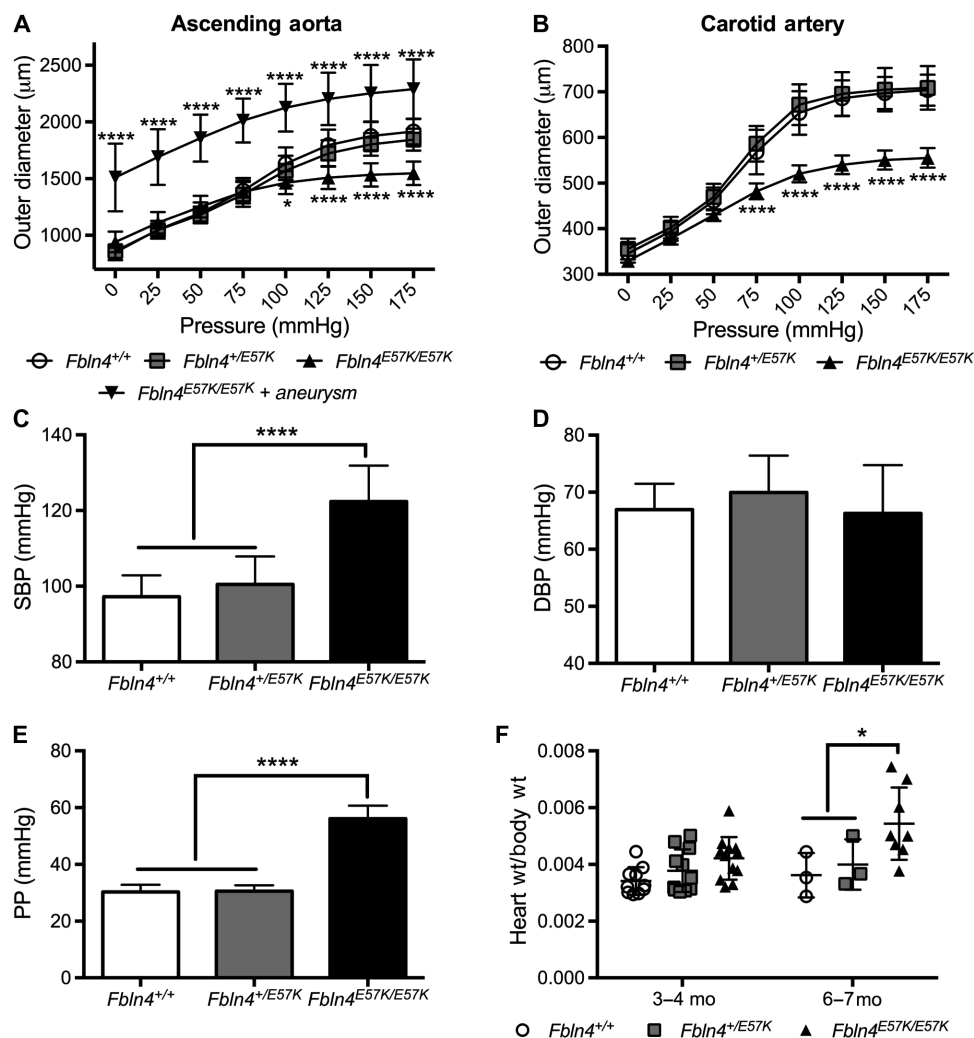 A Ascending aorta
**** **** **** **** **** **** **** ****
* **** **** ****
Outer diameter (μm)
2500
2000
1500
1000
0 25 50 75 100 125 150 175
Pressure (mmHg)
Fbln4+/+ Fbln4+/E57K Fbln4E57K/E57K
Fbln4E57K/E57K + aneurysm
B Carotid artery
Outer diameter (μm)
800
700
600
500
400
300
**** **** **** **** ****
0 25 50 75 100 125 150 175
Pressure (mmHg)
Fbln4+/+ Fbln4+/E57K Fbln4E57K/E57K
C
****
SBP (mmHg)
140
120
100
80
Fbln4+/+ Fbln4+/E57K Fbln4E57K/E57K
D
DBP (mmHg)
80
70
60
50
40
Fbln4+/+ Fbln4+/E57K Fbln4E57K/E57K
E
****
PP (mmHg)
80
60
40
20
0
Fbln4+/+ Fbln4+/E57K Fbln4E57K/E57K
F
*
Heart wt/body wt
0.008
0.006
0.004
0.002
0.000
3–4 mo 6–7 mo
Fbln4+/+ Fbln4+/E57K Fbln4E57K/E57K